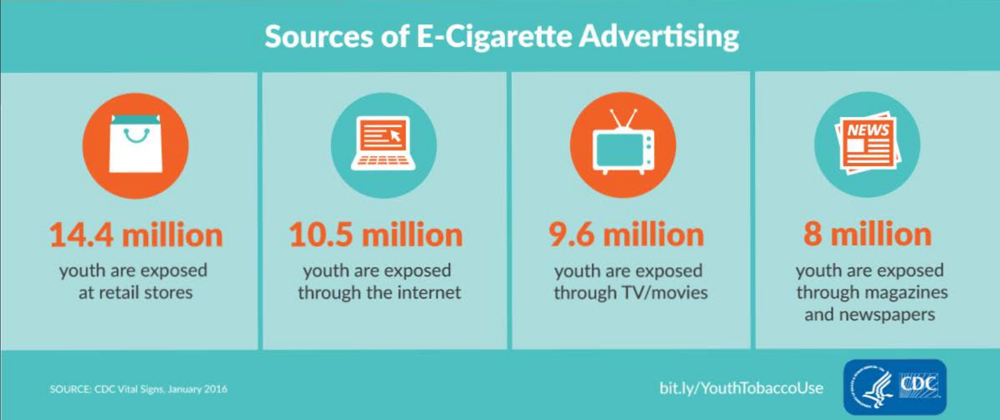 Sources of E-Cigarette Advertising
14.4 million
youth are exposed
at retail stores
10.5 million
youth are exposed
through the internet
9.6 million
youth are exposed
through TV/movies
NEWS
8 million
youth are exposed
through magazines
and newspapers
SOURCE: CDC Vital Signs, January 2016
bit.ly/YouthTobaccoUse
CDC